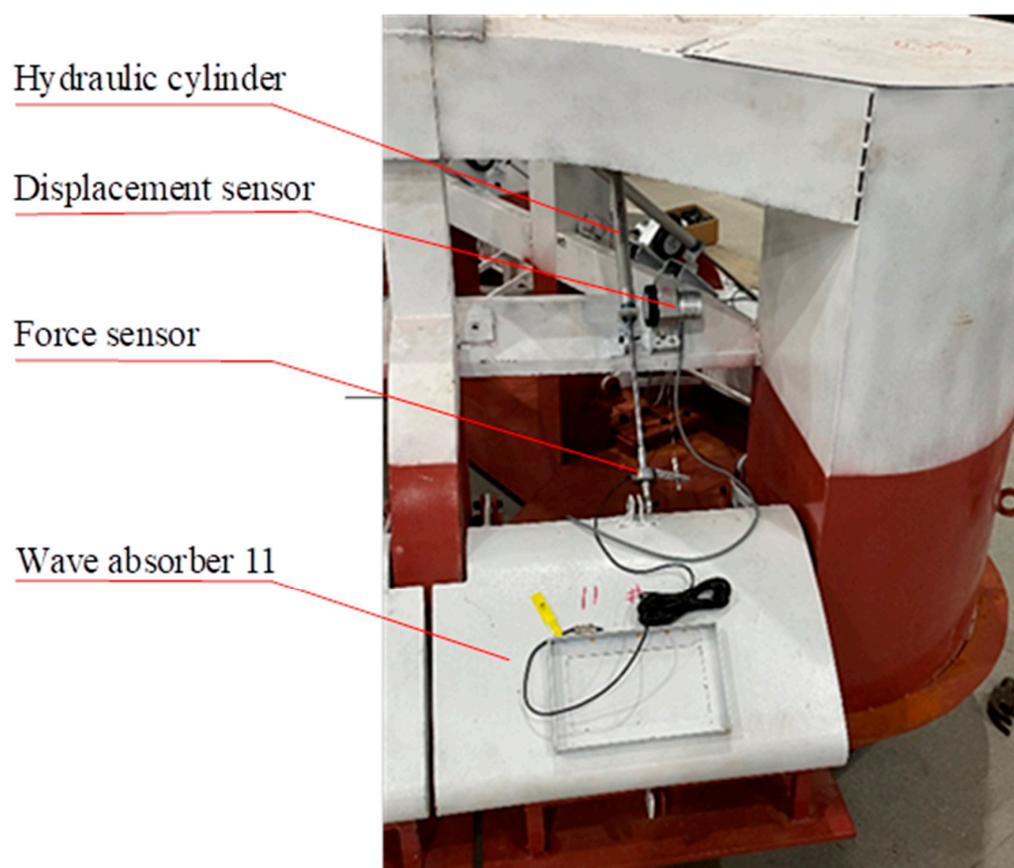 Hydraulic cylinder
Displacement sensor
Force sensor
Wave absorber 11
11 #